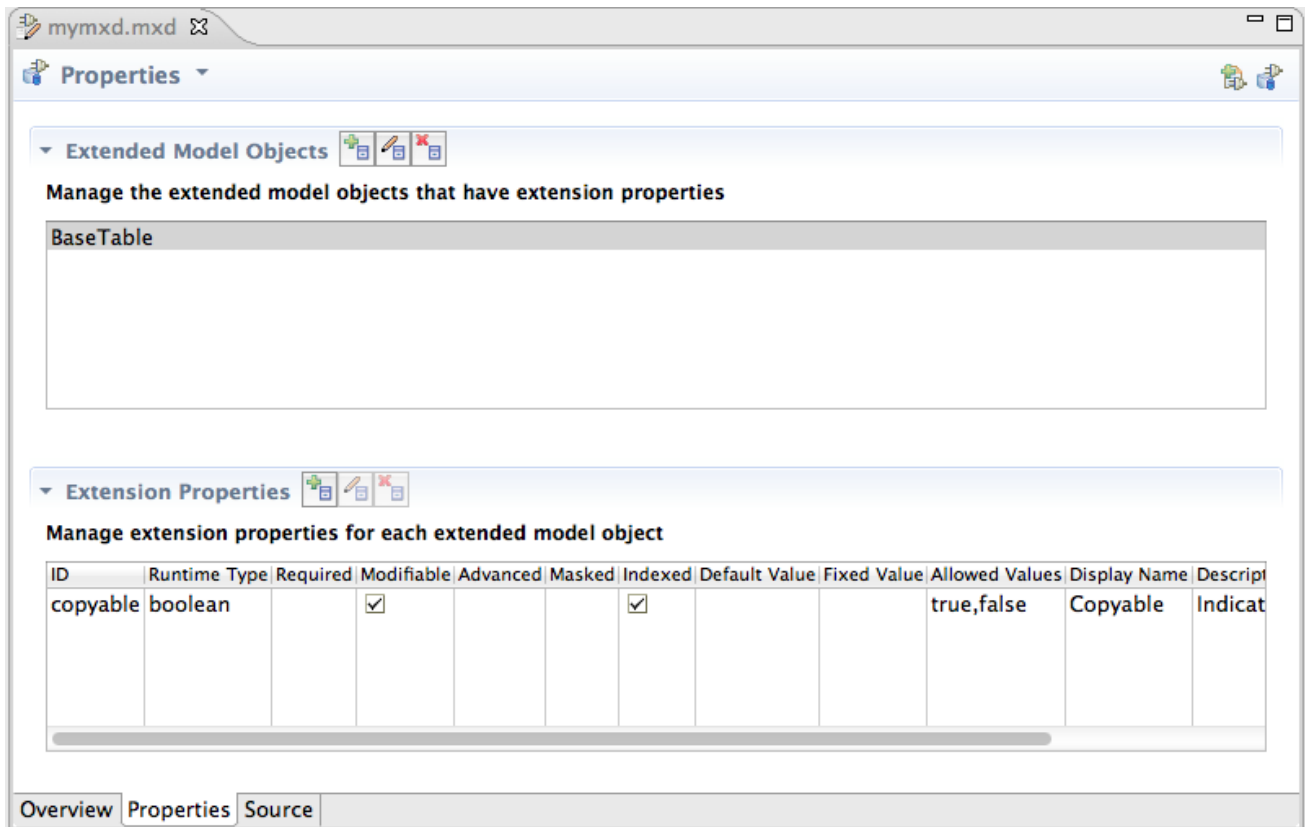 mymxd.mxd
Properties
Extended Model Objects
Manage the extended model objects that have extension properties
BaseTable
Extension Properties
Manage extension properties for each extended model object
ID Runtime Type Required Modifiable Advanced Masked Indexed Default Value Fixed Value Allowed Values Display Name Descript
copyable boolean true,false Copyable Indicat
Overview Properties Source